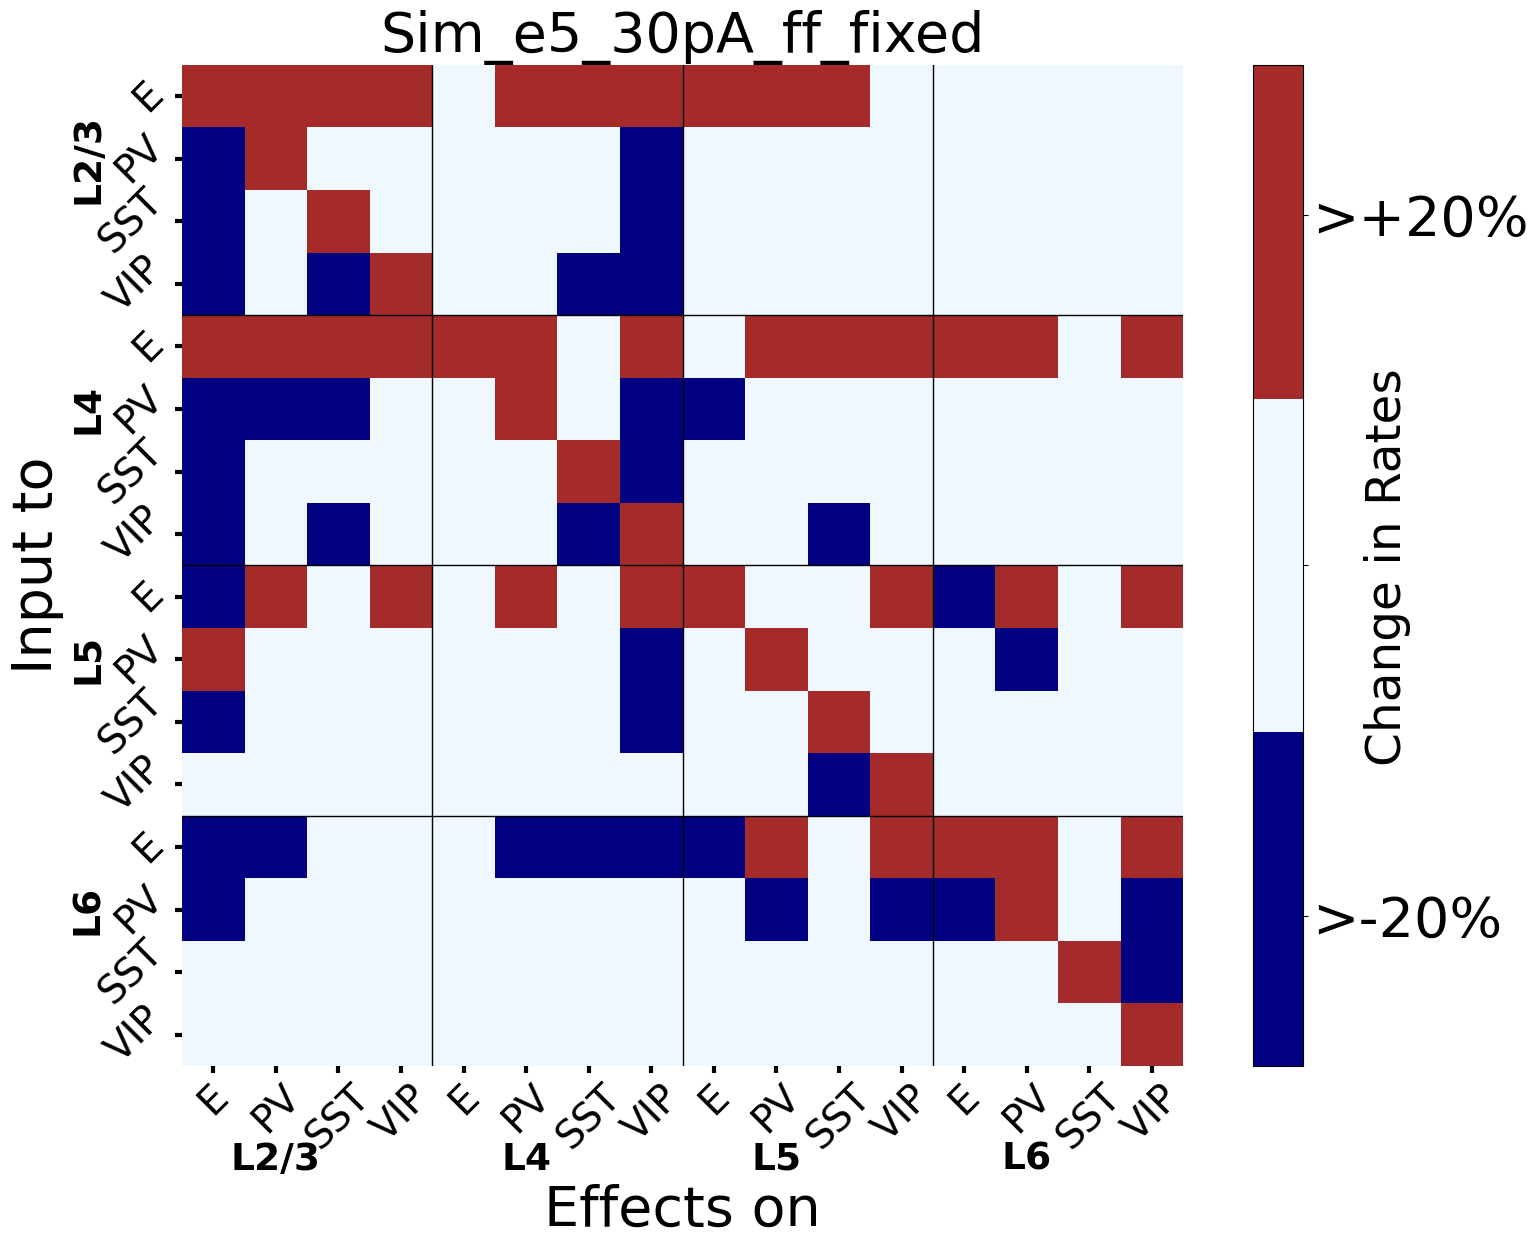 Sim_e5_30pA_ff_fixed
Input to
L2/3
E
PV
SST
VIP
L4
E
PV
SST
VIP
L5
E
PV
SST
VIP
L6
E
PV
SST
VIP
E PV SST VIP E PV SST VIP E PV SST VIP E PV SST VIP
L2/3 L4 L5 L6
Effects on
>+20%
>-20%
Change in Rates